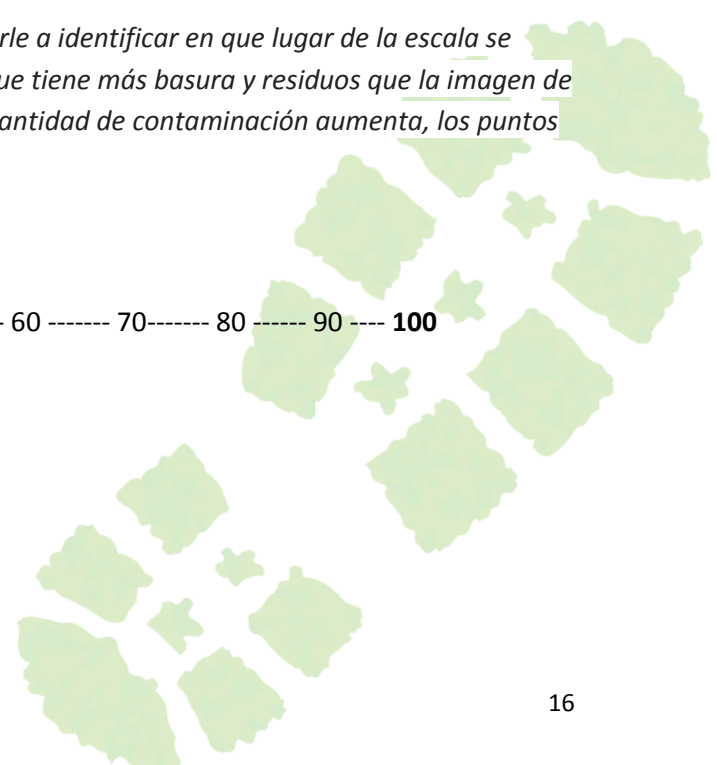 rle a identificar en que lugar de la escala se
ue tiene más basura y residuos que la imagen de
antidad de contaminación aumenta, los puntos
- 60 ------- 70------- 80 ------ 90 ---- 100
16